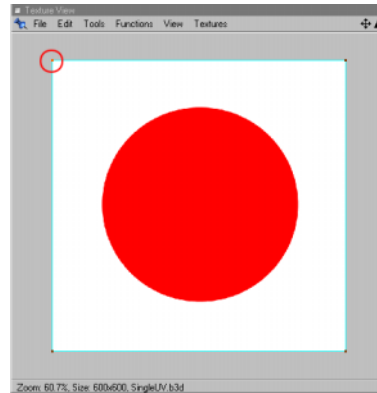 Texture View
File Edit Tools Functions View Textures
Zoom: 60.7%, Size: 600x600, SingleUV.b3d